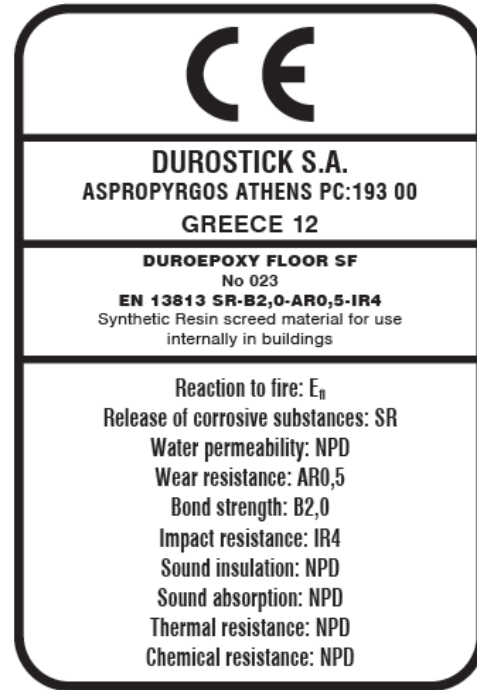 CE
DUROSTICK S.A.
ASPROPYRGOS ATHENS PC:193 00
GREECE 12
DUROEPOXY FLOOR SF
No 023
EN 13813 SR-B2,0-AR0,5-IR4
Synthetic Resin screed material for use
internally in buildings
Reaction to fire: Efl
Release of corrosive substances: SR
Water permeability: NPD
Wear resistance: AR0,5
Bond strength: B2,0
Impact resistance: IR4
Sound insulation: NPD
Sound absorption: NPD
Thermal resistance: NPD
Chemical resistance: NPD